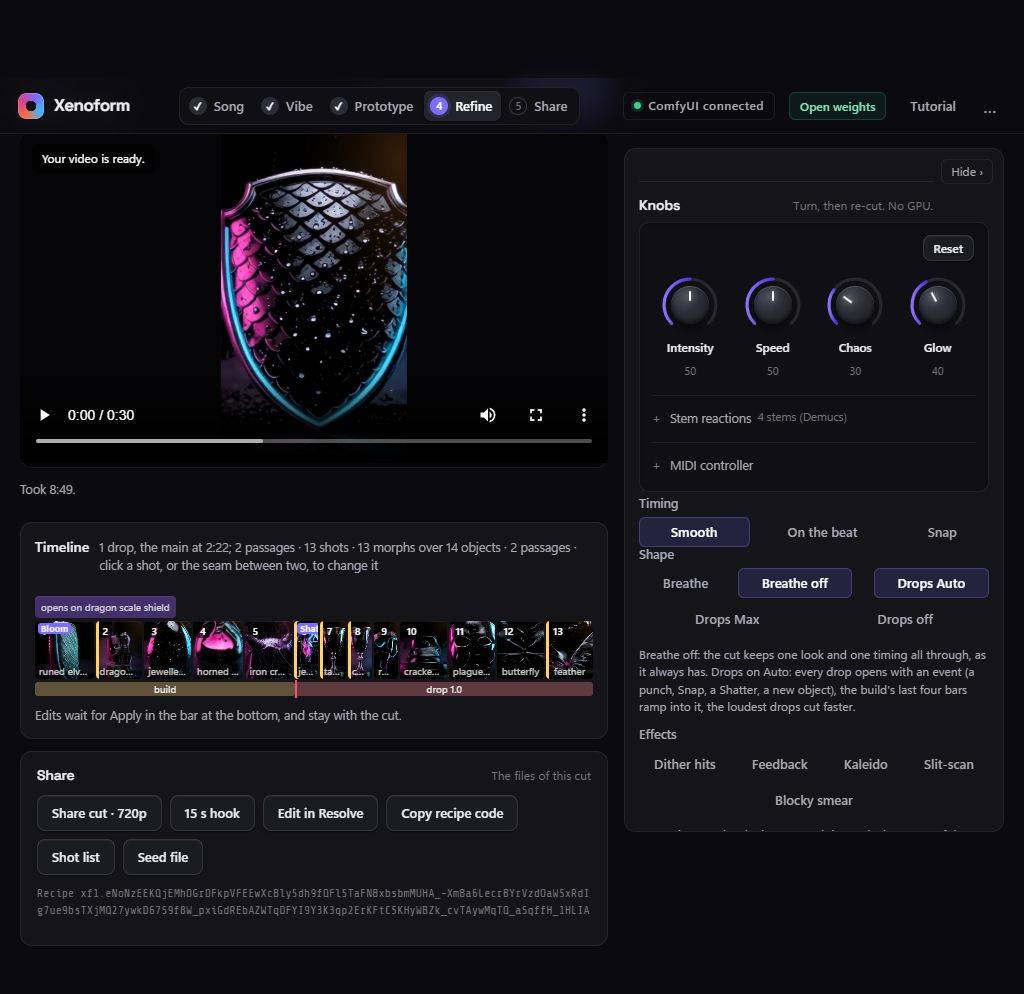 Xenoform
Song
Vibe
Prototype
4 Refine
5 Share
ComfyUI connected
Open weights
Tutorial
...
Your video is ready.
0:00 / 0:30
Took 8:49.
Timeline 1 drop, the main at 2:22; 2 passages · 13 shots · 13 morphs over 14 objects · 2 passages ·
click a shot, or the seam between two, to change it
opens on dragon scale shield
Bloom 2 3 4 5 Shat 7 8 9 10 11 12 13
runed elv... drago... jewelle... horned ... iron cr... je... ta... c... r... cracke... plague... butterfly feather
build drop 1.0
Edits wait for Apply in the bar at the bottom, and stay with the cut.
Share The files of this cut
Share cut · 720p
15 s hook
Edit in Resolve
Copy recipe code
Shot list
Seed file
Hide ›
Knobs Turn, then re-cut. No GPU.
Reset
Intensity Speed Chaos Glow
50 50 30 40
+ Stem reactions 4 stems (Demucs)
+ MIDI controller
Timing
Smooth On the beat Snap
Shape
Breathe Breathe off Drops Auto
Drops Max Drops off
Breathe off: the cut keeps one look and one timing all through, as
it always has. Drops on Auto: every drop opens with an event (a
punch, Snap, a Shatter, a new object), the build's last four bars
ramp into it, the loudest drops cut faster.
Effects
Dither hits Feedback Kaleido Slit-scan
Blocky smear